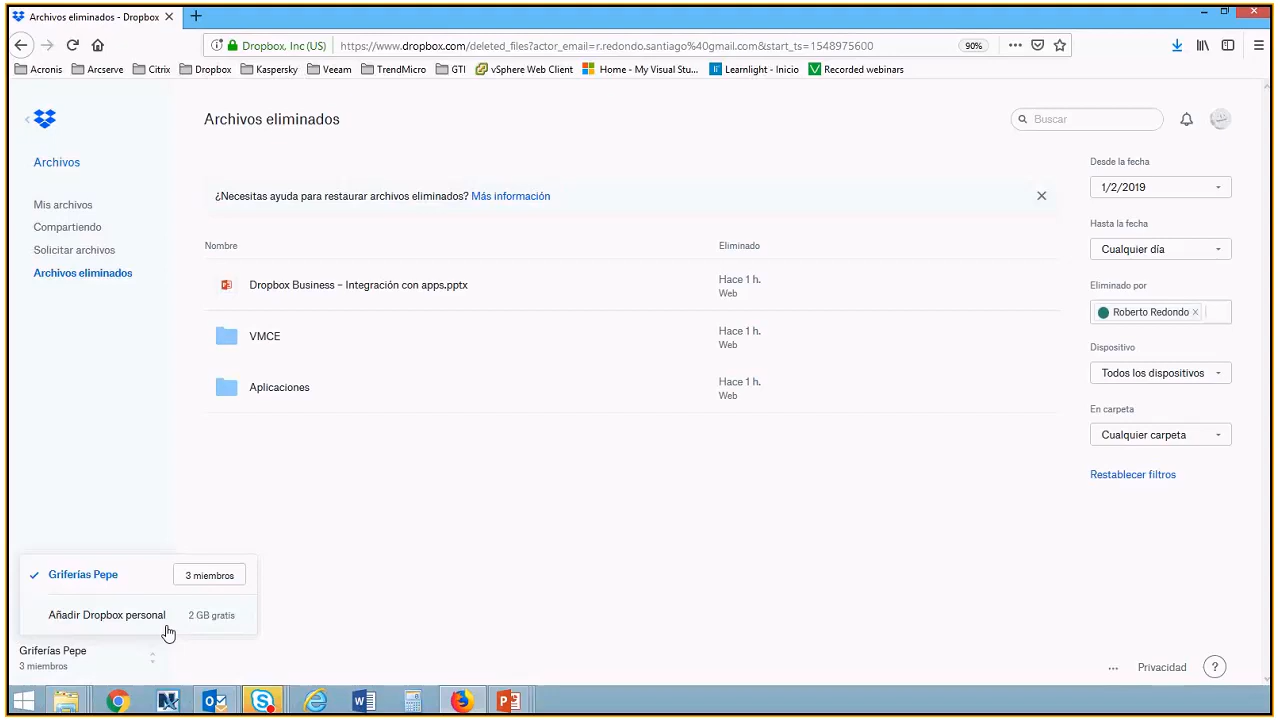 Archivos eliminados - Dropbox
Dropbox, Inc (US)
https://www.dropbox.com/deleted_files?actor_email=r.redondo.santiago%40gmail.com&start_ts=1548975600
90%
Acronis
Arcserve
Citrix
Dropbox
Kaspersky
Veeam
TrendMicro
GTI
vSphere Web Client
Home - My Visual Stu...
Learnlight - Inicio
Recorded webinars
Archivos eliminados
Buscar
Archivos
Mis archivos
Compartiendo
Solicitar archivos
Archivos eliminados
¿Necesitas ayuda para restaurar archivos eliminados? Más información
Nombre
Eliminado
Dropbox Business – Integración con apps.pptx
Hace 1 h.
Web
VMCE
Hace 1 h.
Web
Aplicaciones
Hace 1 h.
Web
Desde la fecha
1/2/2019
Hasta la fecha
Cualquier día
Eliminado por
Roberto Redondo
Dispositivo
Todos los dispositivos
En carpeta
Cualquier carpeta
Restablecer filtros
Griferías Pepe
3 miembros
Añadir Dropbox personal
2 GB gratis
Griferías Pepe
3 miembros
Privacidad
?